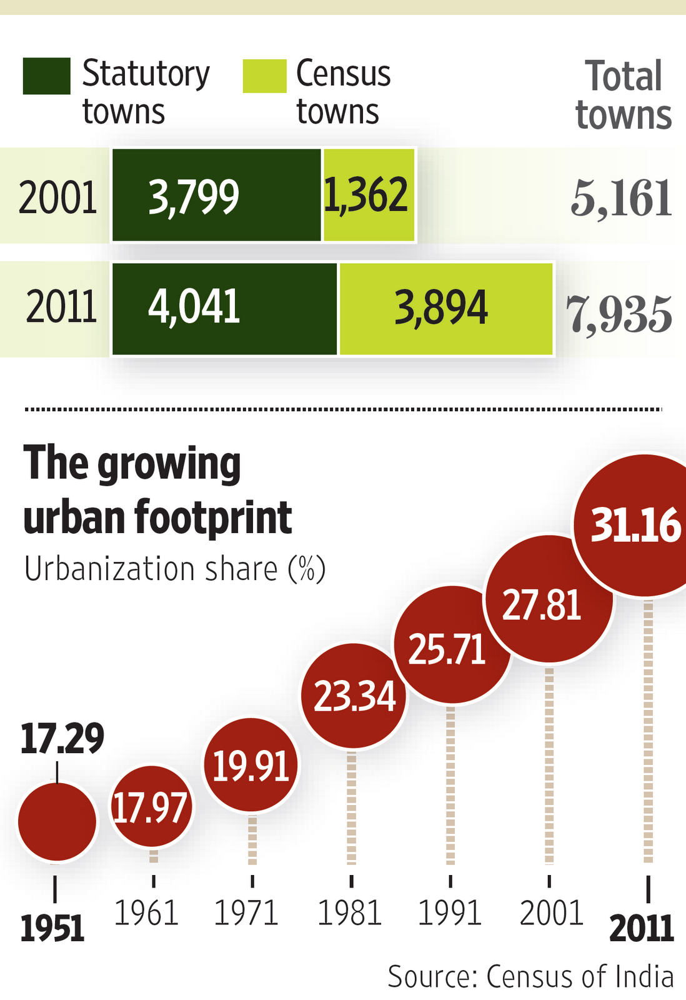 Statutory
towns
Census
towns
Total
towns
2001
3,799
1,362
5,161
2011
4,041
3,894
7,935
The growing
urban footprint
Urbanization share (%)
17.29
17.97
19.91
23.34
25.71
27.81
31.16
1951
1961
1971
1981
1991
2001
2011
Source: Census of India